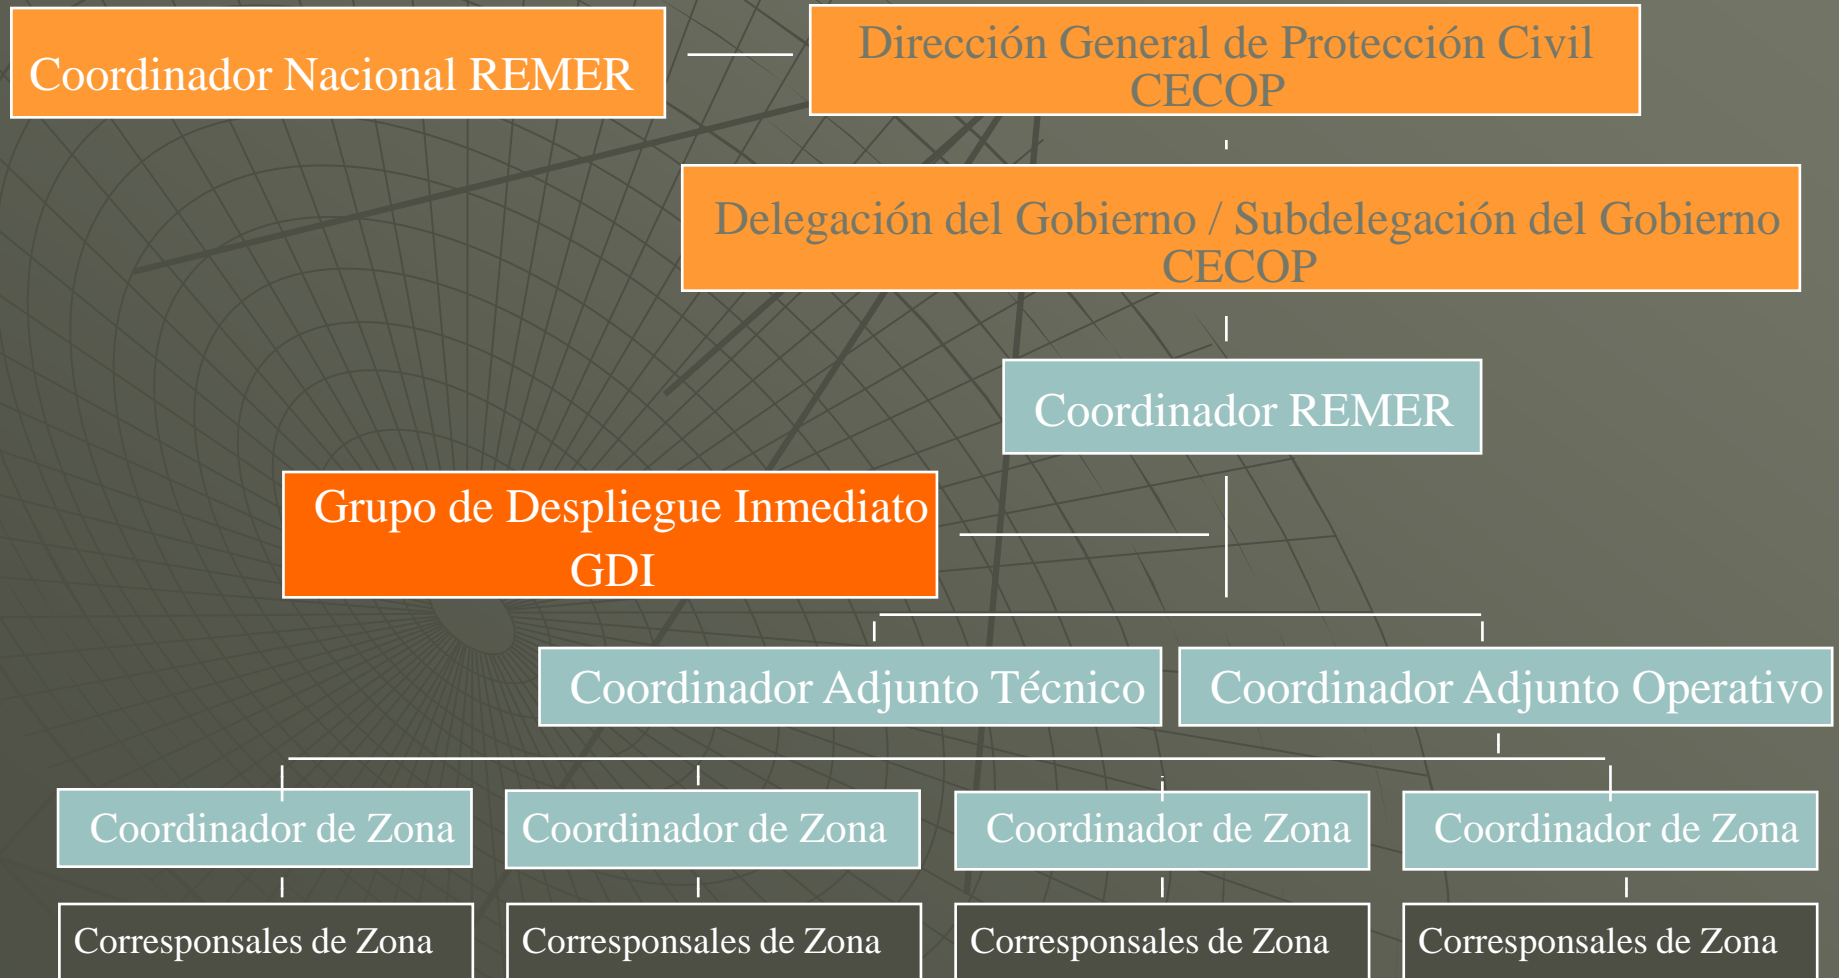 Coordinador Nacional REMER
Dirección General de Protección Civil
CECOP
Delegación del Gobierno / Subdelegación del Gobierno
CECOP
Coordinador REMER
Grupo de Despliegue Inmediato
GDI
Coordinador Adjunto Técnico
Coordinador Adjunto Operativo
Coordinador de Zona
Coordinador de Zona
Coordinador de Zona
Coordinador de Zona
Corresponsales de Zona
Corresponsales de Zona
Corresponsales de Zona
Corresponsales de Zona